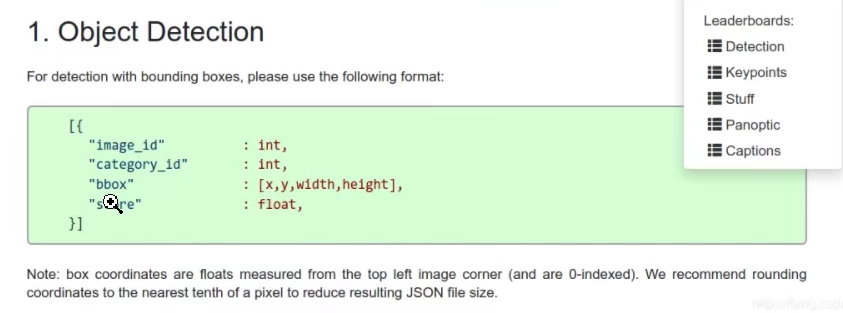 1. Object Detection
For detection with bounding boxes, please use the following format:
[{
"image_id" : int,
"category_id" : int,
"bbox" : [x,y,width,height],
: float,
}]
Note: box coordinates are floats measured from the top left image corner (and are 0-indexed). We recommend rounding
coordinates to the nearest tenth of a pixel to reduce resulting JSON file size.
Leaderboards:
Detection
Keypoints
Stuff
Panoptic
Captions